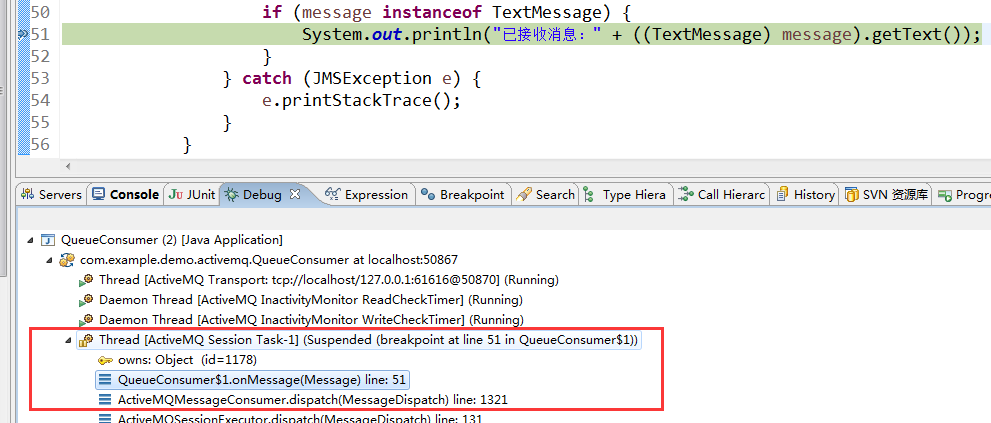 50 if (message instanceof TextMessage) {
51 System.out.println("已接收消息：" + ((TextMessage) message).getText());
52 }
53 } catch (JMSException e) {
54 e.printStackTrace();
55 }
56 }
Servers Console JUnit Debug Expression Breakpoint Search Type Hiera Call Hierarc History SVN 资源库 Progre
QueueConsumer (2) [Java Application]
com.example.demo.activemq.QueueConsumer at localhost:50867
Thread [ActiveMQ Transport: tcp://localhost/127.0.0.1:61616@50870] (Running)
Daemon Thread [ActiveMQ InactivityMonitor ReadCheckTimer] (Running)
Daemon Thread [ActiveMQ InactivityMonitor WriteCheckTimer] (Running)
Thread [ActiveMQ Session Task-1] (Suspended (breakpoint at line 51 in QueueConsumer$1))
owns: Object (id=1178)
QueueConsumer$1.onMessage(Message) line: 51
ActiveMQMessageConsumer.dispatch(MessageDispatch) line: 1321
ActiveMQSessionExecutor.dispatch(MessageDispatch) line: 131